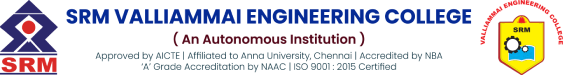 SRM VALLIAMMAI ENGINEERING COLLEGE
( An Autonomous Institution )
Approved by AICTE | Affiliated to Anna University, Chennai | Accredited by NBA
'A' Grade Accreditation by NAAC | ISO 9001 : 2015 Certified
SRM
VALLIAMMAI ENGINEERING COLLEGE
SRM